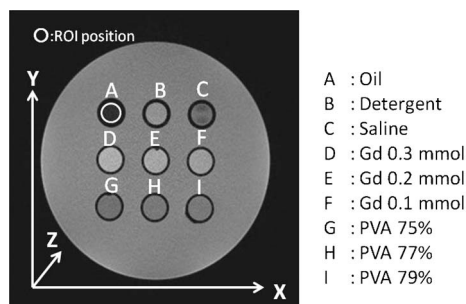 O:ROI position
Y
A B C
D E F
G H I
Z
X
A : Oil
B : Detergent
C : Saline
D : Gd 0.3 mmol
E : Gd 0.2 mmol
F : Gd 0.1 mmol
G : PVA 75%
H : PVA 77%
I : PVA 79%